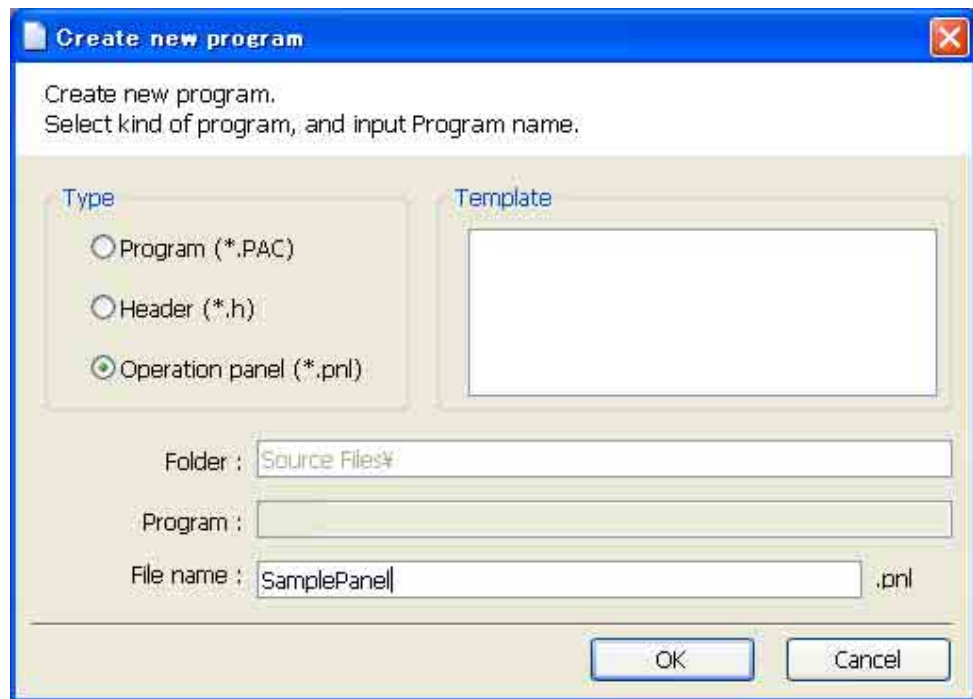 Create new program
Create new program.
Select kind of program, and input Program name.
Type
Template
Program (*.PAC)
Header (*.h)
Operation panel (*.pnl)
Folder :
Source Files¥
Program :
File name :
SamplePanel
.pnl
OK
Cancel